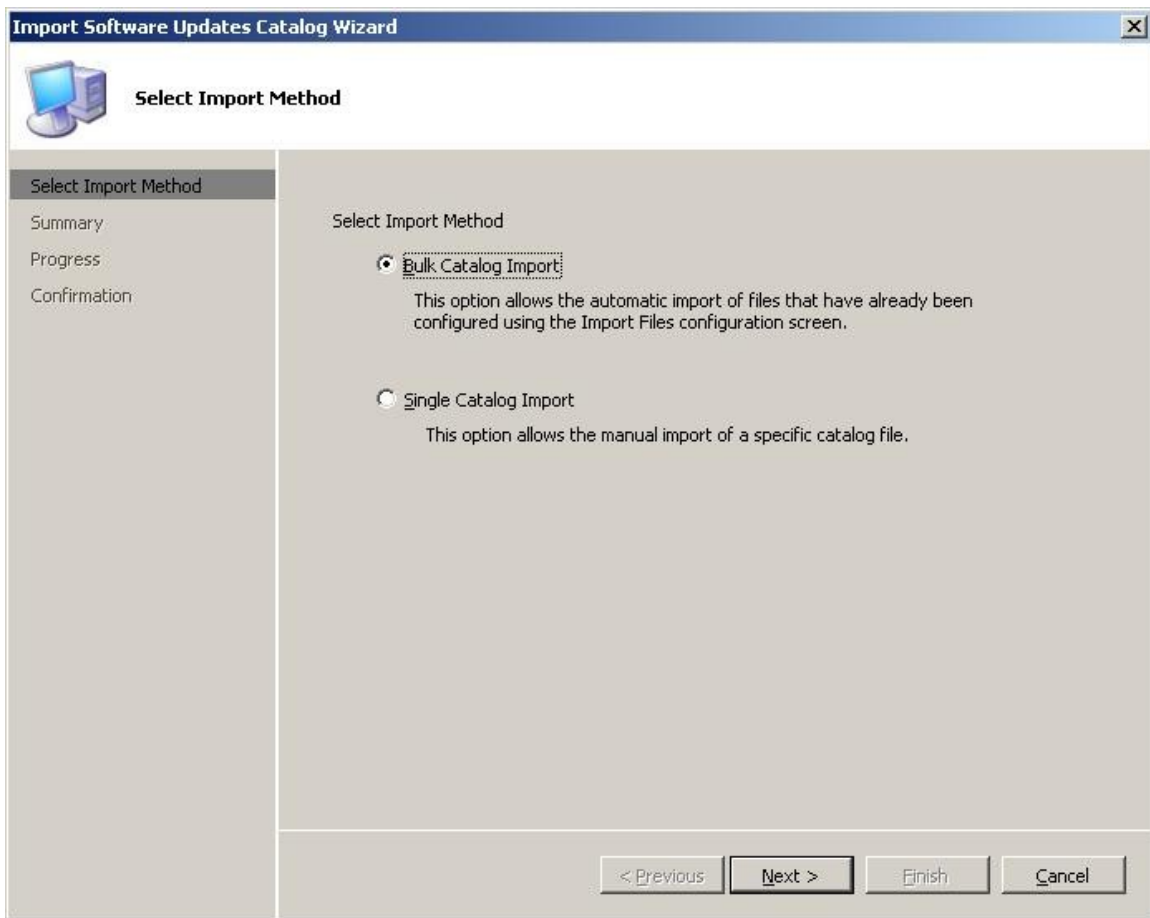 Import Software Updates Catalog Wizard
Select Import Method
Select Import Method
Summary
Progress
Confirmation
Select Import Method
Bulk Catalog Import
This option allows the automatic import of files that have already been
configured using the Import Files configuration screen.
Single Catalog Import
This option allows the manual import of a specific catalog file.
< Previous
Next >
Finish
Cancel